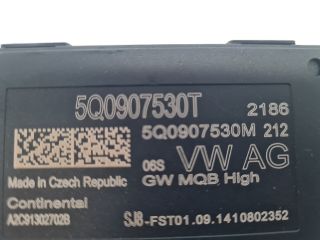 5Q0907530T 2186
5Q0907530M 212
06S VW AG
Made in Czech Republic GW MQB High
Continental
A2C91302702B SJB-FST01.09.1410802352